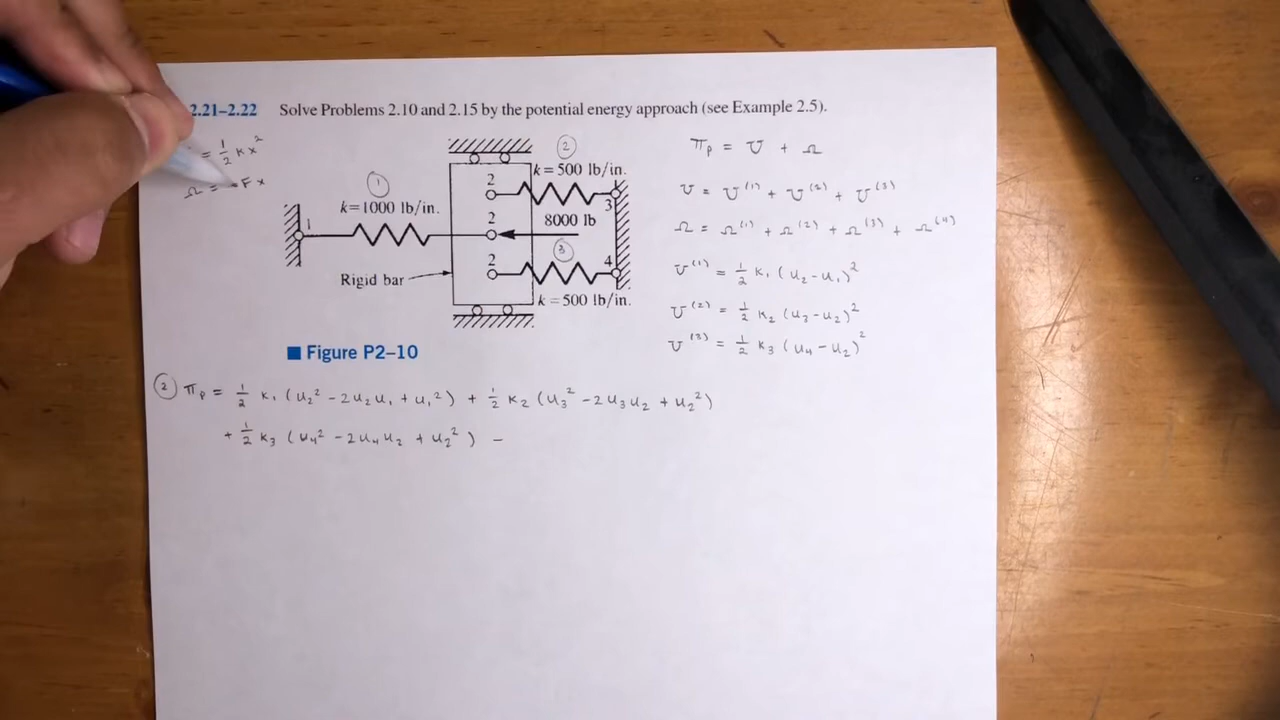 2.21–2.22 Solve Problems 2.10 and 2.15 by the potential energy approach (see Example 2.5).
= ½ kx²
Ω = -Fx
πp = U + Ω
U = U⁽¹⁾ + U⁽²⁾ + U⁽³⁾
Ω = Ω⁽¹⁾ + Ω⁽²⁾ + Ω⁽³⁾ + Ω⁽⁴⁾
U⁽¹⁾ = ½ k₁ (u₂ - u₁)²
U⁽²⁾ = ½ k₂ (u₃ - u₂)²
U⁽³⁾ = ½ k₃ (u₄ - u₂)²
②
k = 500 lb/in.
①
k=1000 lb/in.
1
2
3
2
8000 lb
③
2
4
Rigid bar
k = 500 lb/in.
■ Figure P2–10
② πp = ½ k₁ (u₂² - 2u₂u₁ + u₁²) + ½ k₂ (u₃² - 2u₃u₂ + u₂²)
+ ½ k₃ (u₄² - 2u₄u₂ + u₂²) -